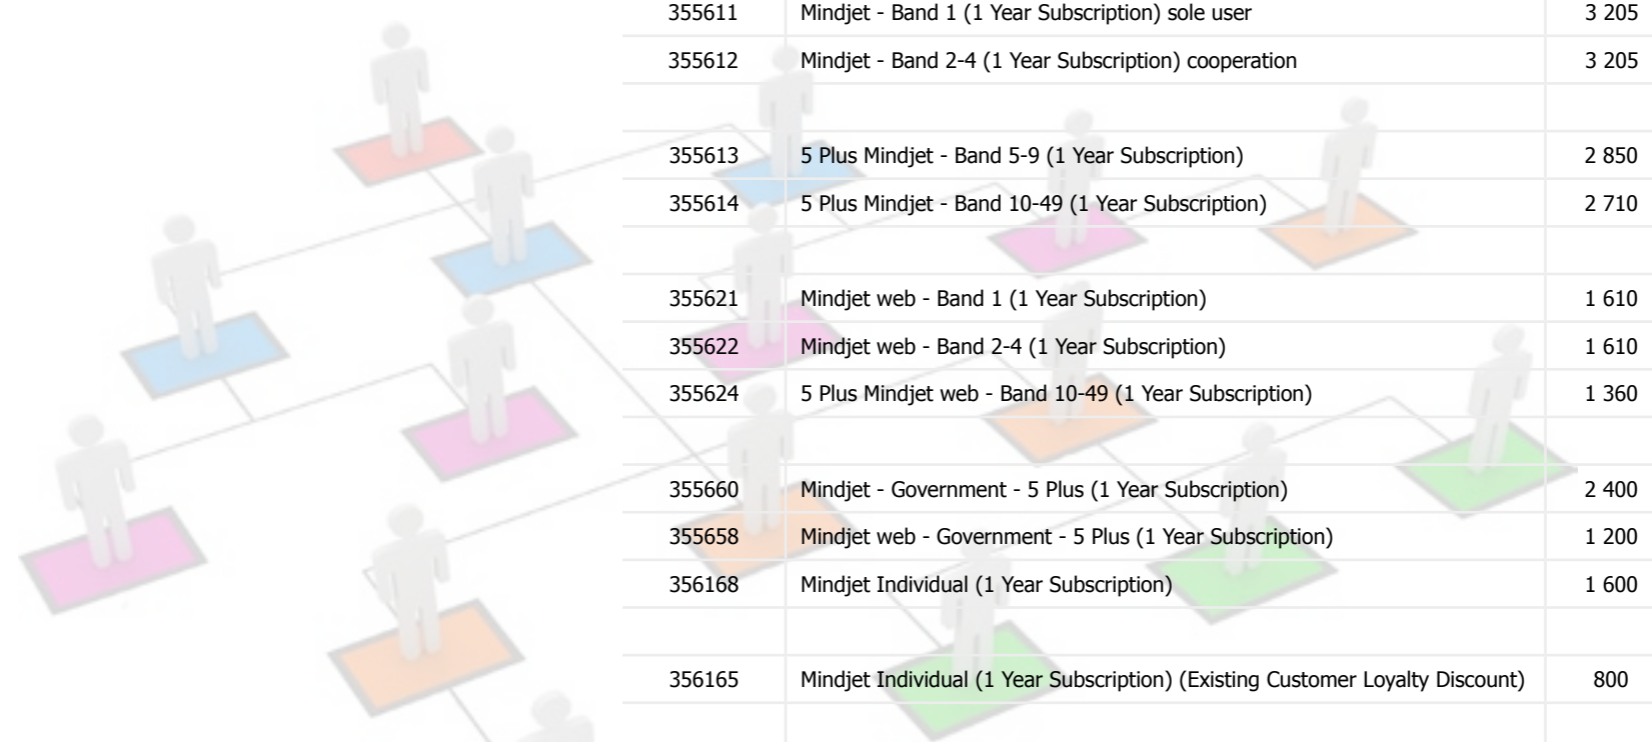 355611 Mindjet - Band 1 (1 Year Subscription) sole user 3 205
355612 Mindjet - Band 2-4 (1 Year Subscription) cooperation 3 205
355613 5 Plus Mindjet - Band 5-9 (1 Year Subscription) 2 850
355614 5 Plus Mindjet - Band 10-49 (1 Year Subscription) 2 710
355621 Mindjet web - Band 1 (1 Year Subscription) 1 610
355622 Mindjet web - Band 2-4 (1 Year Subscription) 1 610
355624 5 Plus Mindjet web - Band 10-49 (1 Year Subscription) 1 360
355660 Mindjet - Government - 5 Plus (1 Year Subscription) 2 400
355658 Mindjet web - Government - 5 Plus (1 Year Subscription) 1 200
356168 Mindjet Individual (1 Year Subscription) 1 600
356165 Mindjet Individual (1 Year Subscription) (Existing Customer Loyalty Discount) 800